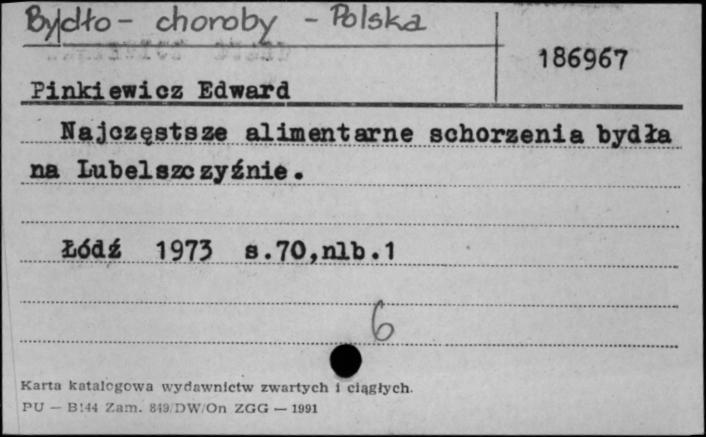 Bydło - choroby - Polska
186967
Pinkiewicz Edward
Najczęstsze alimentarne schorzenia bydła
na Lubelszczyźnie.
Łódź 1973 s.70,nlb.1
6
Karta katalogowa wydawnictw zwartych i ciągłych.
PU — B144 Zam. 849/DW/On ZGG — 1991